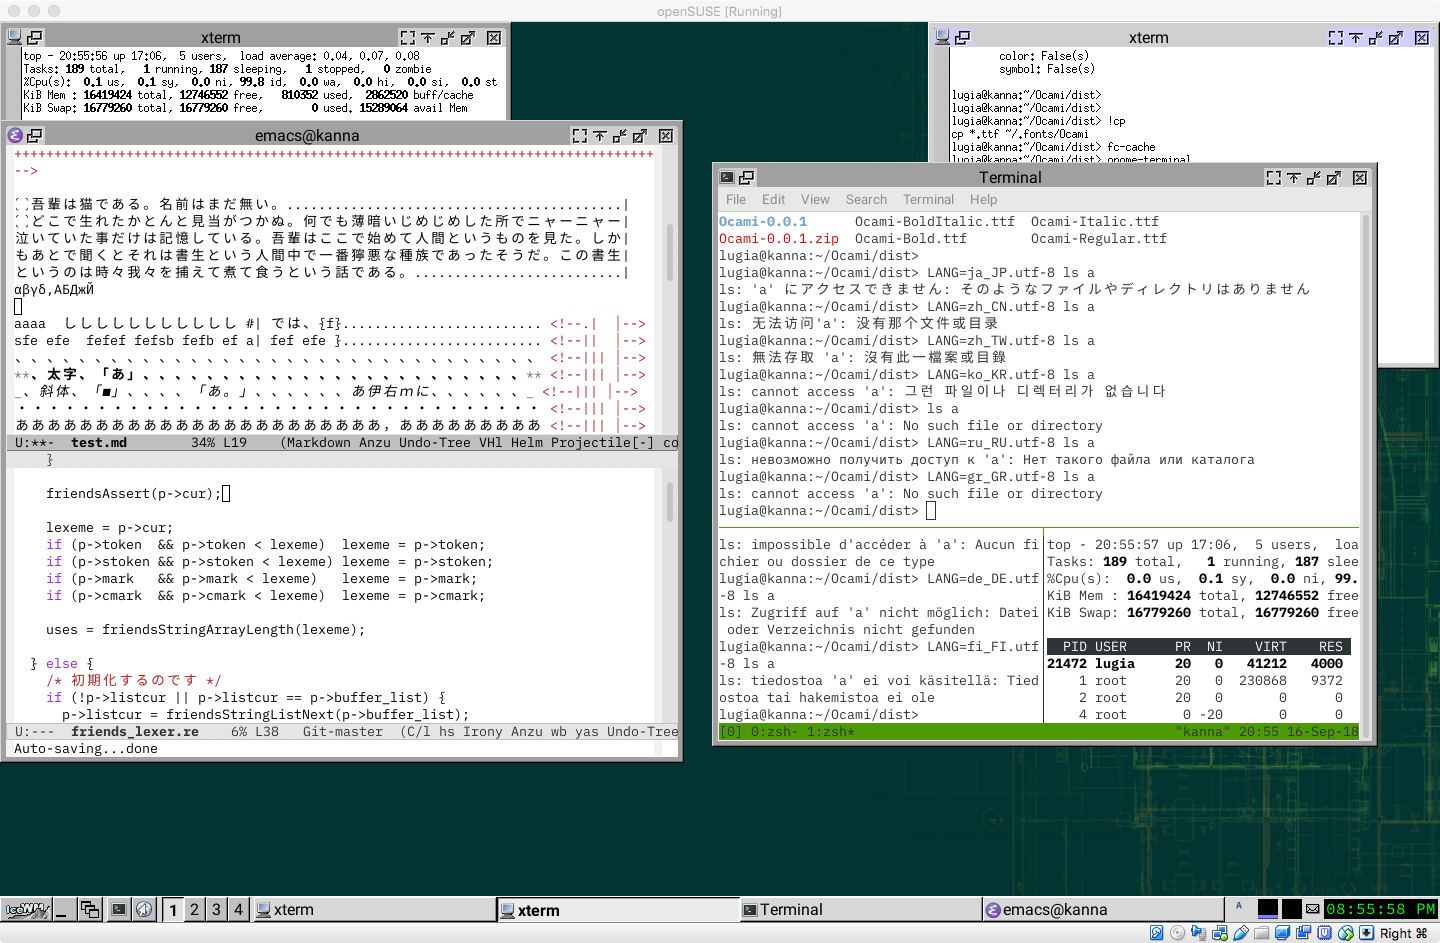 openSUSE [Running]
xterm
top - 20:55:56 up 17:06,  5 users,  load average: 0.04, 0.07, 0.08
Tasks: 189 total,   1 running, 187 sleeping,   1 stopped,   0 zombie
%Cpu(s):  0.1 us,  0.1 sy,  0.0 ni, 99.8 id,  0.0 wa,  0.0 hi,  0.0 si,  0.0 st
KiB Mem : 16419424 total, 12746552 free,   810352 used,  2862520 buff/cache
KiB Swap: 16779260 total, 16779260 free,        0 used. 15289064 avail Mem
emacs@kanna
++++++++++++++++++++++++++++++++++++++++++++++++++++++++++++++++++++++++++++++++
-->
吾輩は猫である。名前はまだ無い。..........................................|
どこで生れたかとんと見当がつかぬ。何でも薄暗いじめじめした所でニャーニャー|
泣いていた事だけは記憶している。吾輩はここで始めて人間というものを見た。しか|
もあとで聞くとそれは書生という人間中で一番獰悪な種族であったそうだ。この書生|
というのは時々我々を捕えて煮て食うという話である。..........................|
αβγδ,АБДжЙ
aaaa  しししししししししし #| では、{f}......................... <!--.|  |-->
sfe efe  fefef fefsb fefb ef a| fef efe }......................... <!--||  |-->
、、、、、、、、、、、、、、、、、、、、、、、、、、、、、、、、、 <!--||| |-->
**、太字、「あ」、、、、、、、、、、、、、、、、、、、、、、、、** <!--||| |-->
_、斜体、「■」、、、、「あ。」、、、、、、あ伊右mに、、、、、、_ <!--||| |-->
・・・・・・・・・・・・・・・・・・・・・・・・・・・・・・・・・ <!--||| |-->
あああああああああああああああああああああああ,あああああああああ <!--||| |-->
U:**-  test.md        34% L19    (Markdown Anzu Undo-Tree VHl Helm Projectile[-] co
}
friendsAssert(p->cur);
lexeme = p->cur;
if (p->token  && p->token < lexeme)  lexeme = p->token;
if (p->stoken && p->stoken < lexeme) lexeme = p->stoken;
if (p->mark   && p->mark < lexeme)   lexeme = p->mark;
if (p->cmark  && p->cmark < lexeme)  lexeme = p->cmark;
uses = friendsStringArrayLength(lexeme);
} else {
/* 初期化するのです */
if (!p->listcur || p->listcur == p->buffer_list) {
p->listcur = friendsStringListNext(p->buffer_list);
U:---  friends_lexer.re    6% L38   Git-master  (C/l hs Irony Anzu wb yas Undo-Tree
Auto-saving...done
xterm
color: False(s)
symbol: False(s)
lugia@kanna:~/Ocami/dist>
lugia@kanna:~/Ocami/dist>
lugia@kanna:~/Ocami/dist> !cp
cp *.ttf ~/.fonts/Ocami
lugia@kanna:~/Ocami/dist> fc-cache
lugia@kanna:~/Ocami/dist> gnome-terminal
Terminal
File Edit View Search Terminal Help
Ocami-0.0.1      Ocami-BoldItalic.ttf  Ocami-Italic.ttf
Ocami-0.0.1.zip  Ocami-Bold.ttf        Ocami-Regular.ttf
lugia@kanna:~/Ocami/dist>
lugia@kanna:~/Ocami/dist> LANG=ja_JP.utf-8 ls a
ls: 'a' にアクセスできません: そのようなファイルやディレクトリはありません
lugia@kanna:~/Ocami/dist> LANG=zh_CN.utf-8 ls a
ls: 无法访问'a': 没有那个文件或目录
lugia@kanna:~/Ocami/dist> LANG=zh_TW.utf-8 ls a
ls: 無法存取 'a': 沒有此一檔案或目錄
lugia@kanna:~/Ocami/dist> LANG=ko_KR.utf-8 ls a
ls: cannot access 'a': 그런 파일이나 디렉터리가 없습니다
lugia@kanna:~/Ocami/dist> ls a
ls: cannot access 'a': No such file or directory
lugia@kanna:~/Ocami/dist> LANG=ru_RU.utf-8 ls a
ls: невозможно получить доступ к 'a': Нет такого файла или каталога
lugia@kanna:~/Ocami/dist> LANG=gr_GR.utf-8 ls a
ls: cannot access 'a': No such file or directory
lugia@kanna:~/Ocami/dist>
ls: impossible d'accéder à 'a': Aucun fi
chier ou dossier de ce type
lugia@kanna:~/Ocami/dist> LANG=de_DE.utf
-8 ls a
ls: Zugriff auf 'a' nicht möglich: Datei
oder Verzeichnis nicht gefunden
lugia@kanna:~/Ocami/dist> LANG=fi_FI.utf
-8 ls a
ls: tiedostoa 'a' ei voi käsitellä: Tied
ostoa tai hakemistoa ei ole
lugia@kanna:~/Ocami/dist>
top - 20:55:57 up 17:06,  5 users,  loa
Tasks: 189 total,   1 running, 187 slee
%Cpu(s):  0.0 us,  0.1 sy,  0.0 ni, 99.
KiB Mem : 16419424 total, 12746552 free
KiB Swap: 16779260 total, 16779260 free
PID USER      PR  NI    VIRT    RES
21472 lugia     20   0   41212   4000
1 root      20   0  230868   9372
2 root      20   0       0      0
4 root       0 -20       0      0
[0] 0:zsh- 1:zsh*    "kanna" 20:55 16-Sep-18
IceWM 1 2 3 4 xterm xterm Terminal emacs@kanna A 08:55:58 PM
Right ⌘